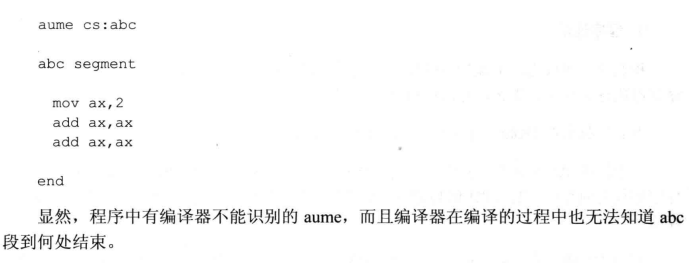 aume cs:abc
abc segment
mov ax,2
add ax,ax
add ax,ax
end
显然，程序中有编译器不能识别的 aume，而且编译器在编译的过程中也无法知道 abc
段到何处结束。